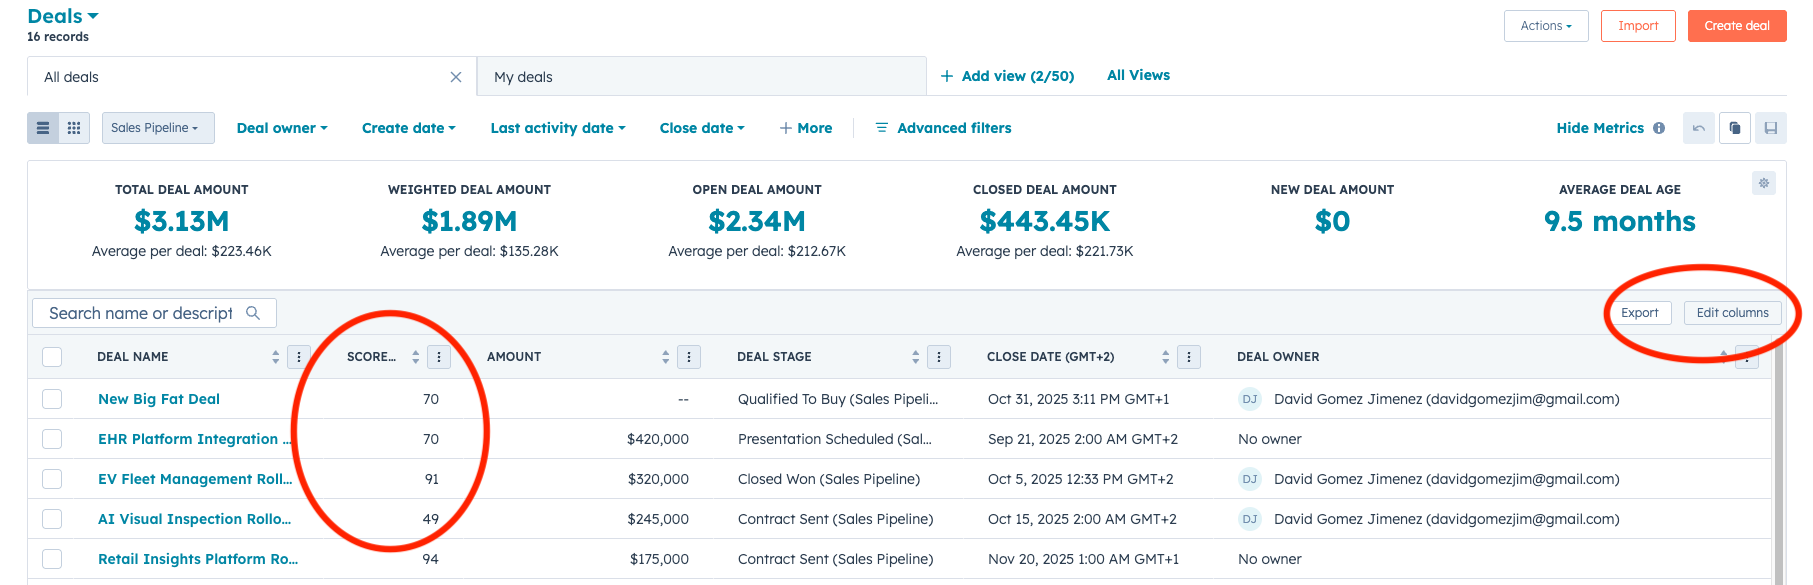 Deals
16 records
Actions
Import
Create deal
All deals
My deals
+ Add view (2/50)
All Views
Sales Pipeline
Deal owner
Create date
Last activity date
Close date
+ More
Advanced filters
Hide Metrics
TOTAL DEAL AMOUNT
$3.13M
Average per deal: $223.46K
WEIGHTED DEAL AMOUNT
$1.89M
Average per deal: $135.28K
OPEN DEAL AMOUNT
$2.34M
Average per deal: $212.67K
CLOSED DEAL AMOUNT
$443.45K
Average per deal: $221.73K
NEW DEAL AMOUNT
$0
AVERAGE DEAL AGE
9.5 months
Search name or descript
Export
Edit columns
DEAL NAME SCORE... AMOUNT DEAL STAGE CLOSE DATE (GMT+2) DEAL OWNER
New Big Fat Deal 70 -- Qualified To Buy (Sales Pipeli... Oct 31, 2025 3:11 PM GMT+1 DJ David Gomez Jimenez (davidgomezjim@gmail.com)
EHR Platform Integration ... 70 $420,000 Presentation Scheduled (Sal... Sep 21, 2025 2:00 AM GMT+2 No owner
EV Fleet Management Roll... 91 $320,000 Closed Won (Sales Pipeline) Oct 5, 2025 12:33 PM GMT+2 DJ David Gomez Jimenez (davidgomezjim@gmail.com)
AI Visual Inspection Rollo... 49 $245,000 Contract Sent (Sales Pipeline) Oct 15, 2025 2:00 AM GMT+2 DJ David Gomez Jimenez (davidgomezjim@gmail.com)
Retail Insights Platform Ro... 94 $175,000 Contract Sent (Sales Pipeline) Nov 20, 2025 1:00 AM GMT+1 No owner